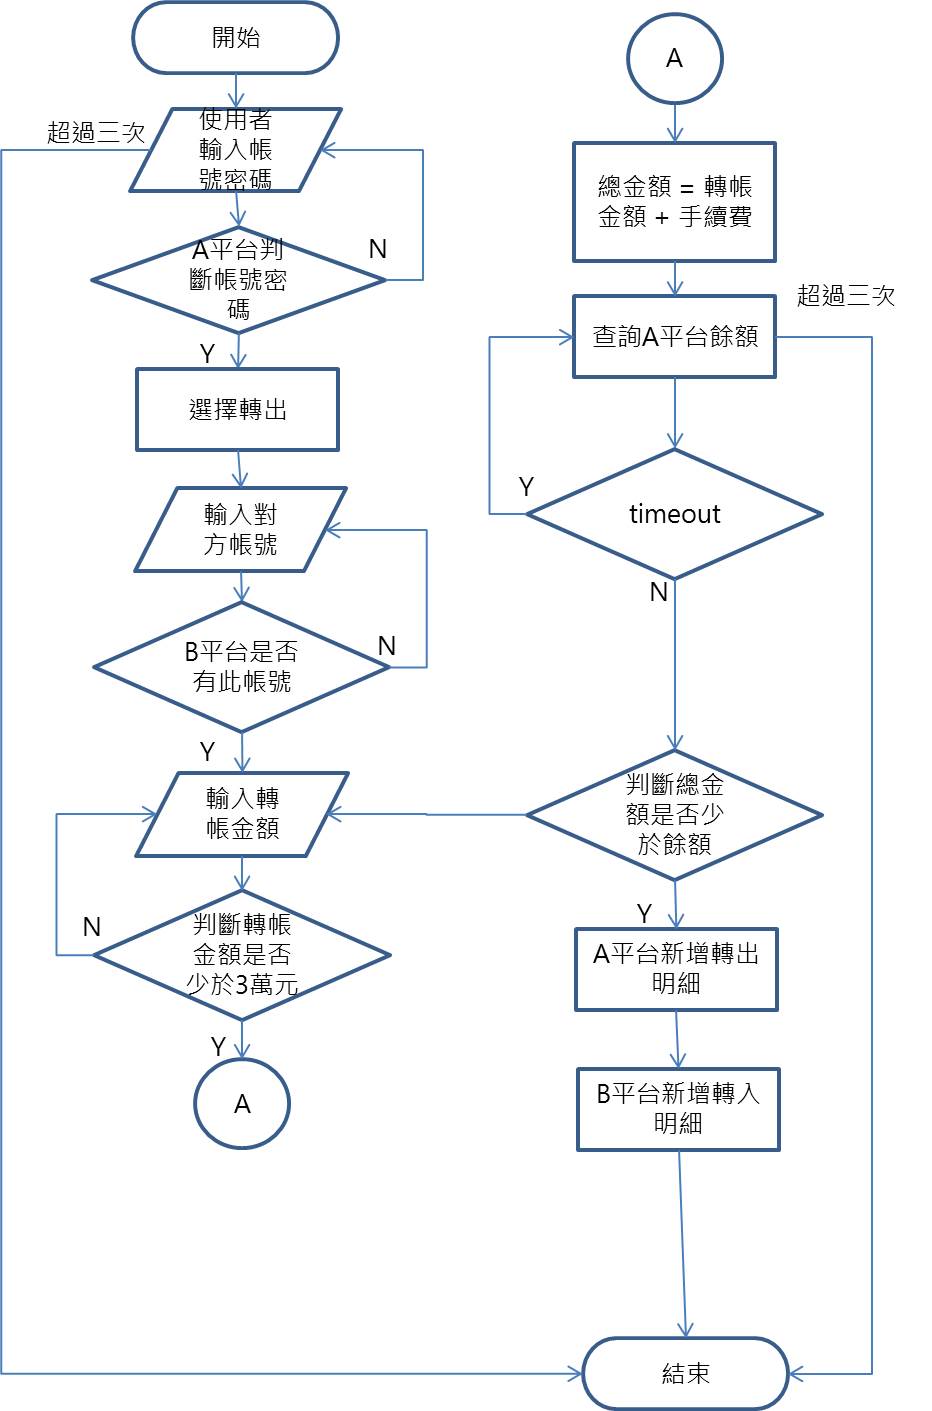 開始
超過三次
使用者
輸入帳
號密碼
A平台判
斷帳號密
碼
N
Y
選擇轉出
輸入對
方帳號
B平台是否
有此帳號
N
Y
輸入轉
帳金額
判斷轉帳
金額是否
少於3萬元
N
Y
A
A
總金額 = 轉帳
金額 + 手續費
查詢A平台餘額
超過三次
timeout
Y
N
判斷總金
額是否少
於餘額
Y
A平台新增轉出
明細
B平台新增轉入
明細
結束